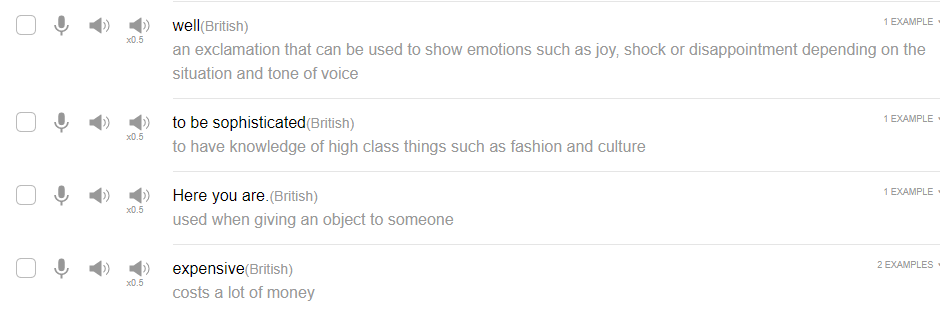 well(British)
1 EXAMPLE
an exclamation that can be used to show emotions such as joy, shock or disappointment depending on the
situation and tone of voice
x0.5
to be sophisticated(British)
1 EXAMPLE
to have knowledge of high class things such as fashion and culture
x0.5
Here you are.(British)
1 EXAMPLE
used when giving an object to someone
x0.5
expensive(British)
2 EXAMPLES
costs a lot of money
x0.5